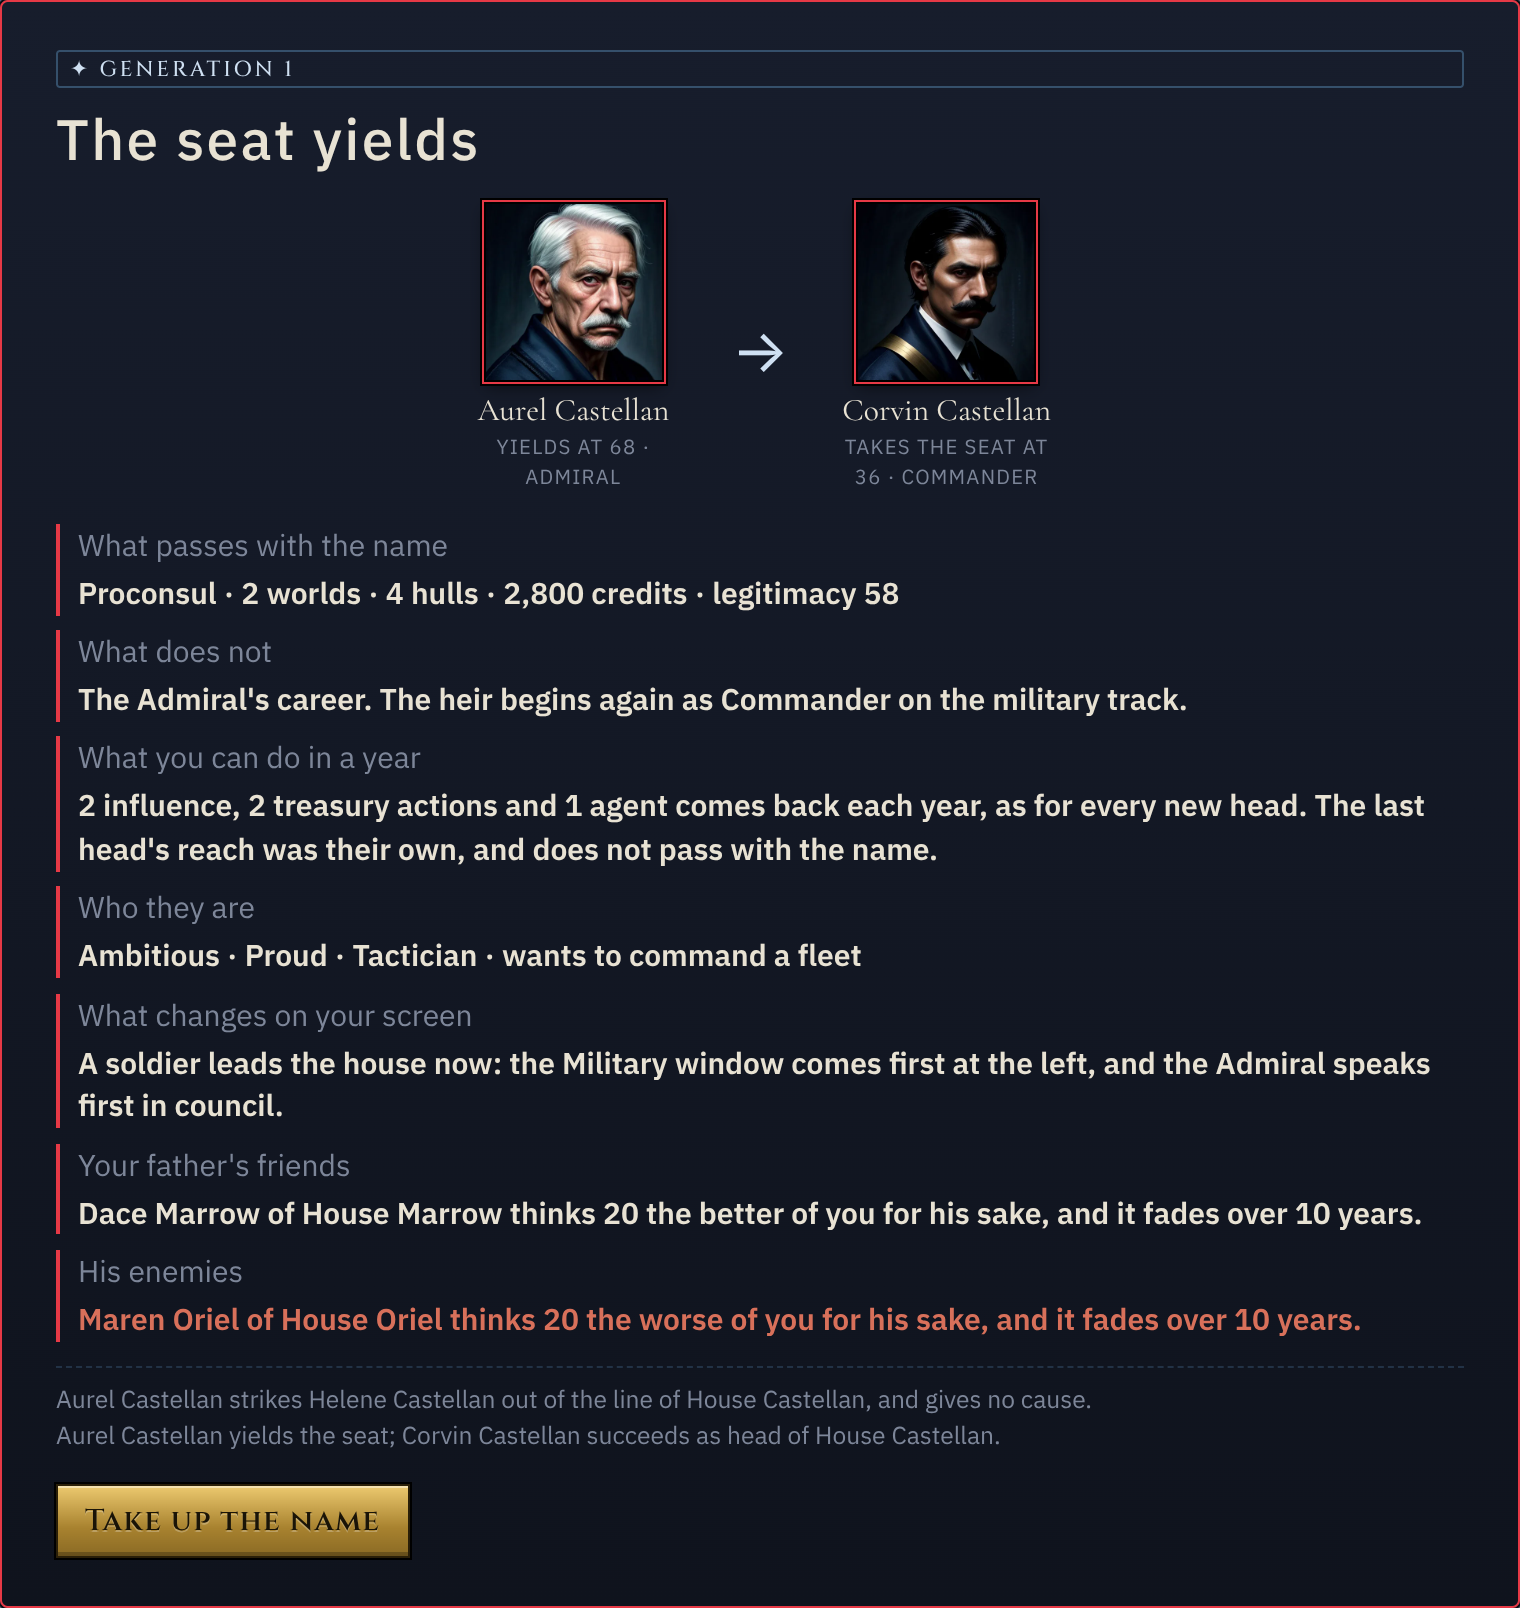 ✦ GENERATION 1
The seat yields
→
Aurel Castellan
YIELDS AT 68 ·
ADMIRAL
Corvin Castellan
TAKES THE SEAT AT
36 · COMMANDER
What passes with the name
Proconsul · 2 worlds · 4 hulls · 2,800 credits · legitimacy 58
What does not
The Admiral's career. The heir begins again as Commander on the military track.
What you can do in a year
2 influence, 2 treasury actions and 1 agent comes back each year, as for every new head. The last
head's reach was their own, and does not pass with the name.
Who they are
Ambitious · Proud · Tactician · wants to command a fleet
What changes on your screen
A soldier leads the house now: the Military window comes first at the left, and the Admiral speaks
first in council.
Your father's friends
Dace Marrow of House Marrow thinks 20 the better of you for his sake, and it fades over 10 years.
His enemies
Maren Oriel of House Oriel thinks 20 the worse of you for his sake, and it fades over 10 years.
Aurel Castellan strikes Helene Castellan out of the line of House Castellan, and gives no cause.
Aurel Castellan yields the seat; Corvin Castellan succeeds as head of House Castellan.
TAKE UP THE NAME